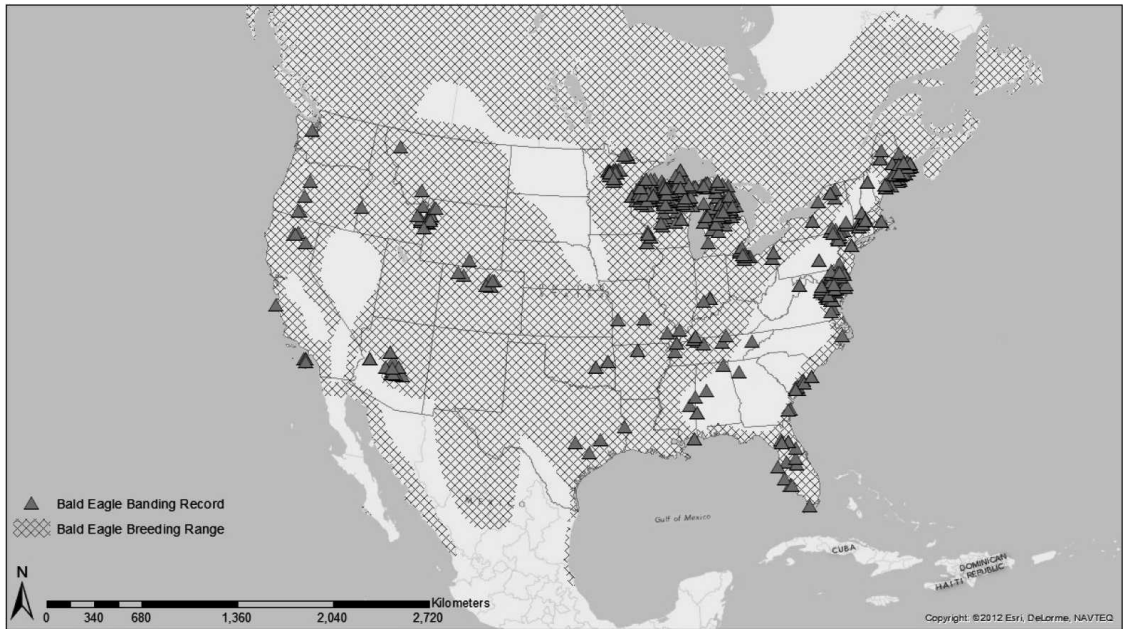 MEXICO
Gulf of Mexico
CUBA
DOMINICAN
HAITI REPUBLIC
Bald Eagle Banding Record
Bald Eagle Breeding Range
N
Kilometers
0 340 680 1,360 2,040 2,720
Copyright: ©2012 Esri, DeLorme, NAVTEQ